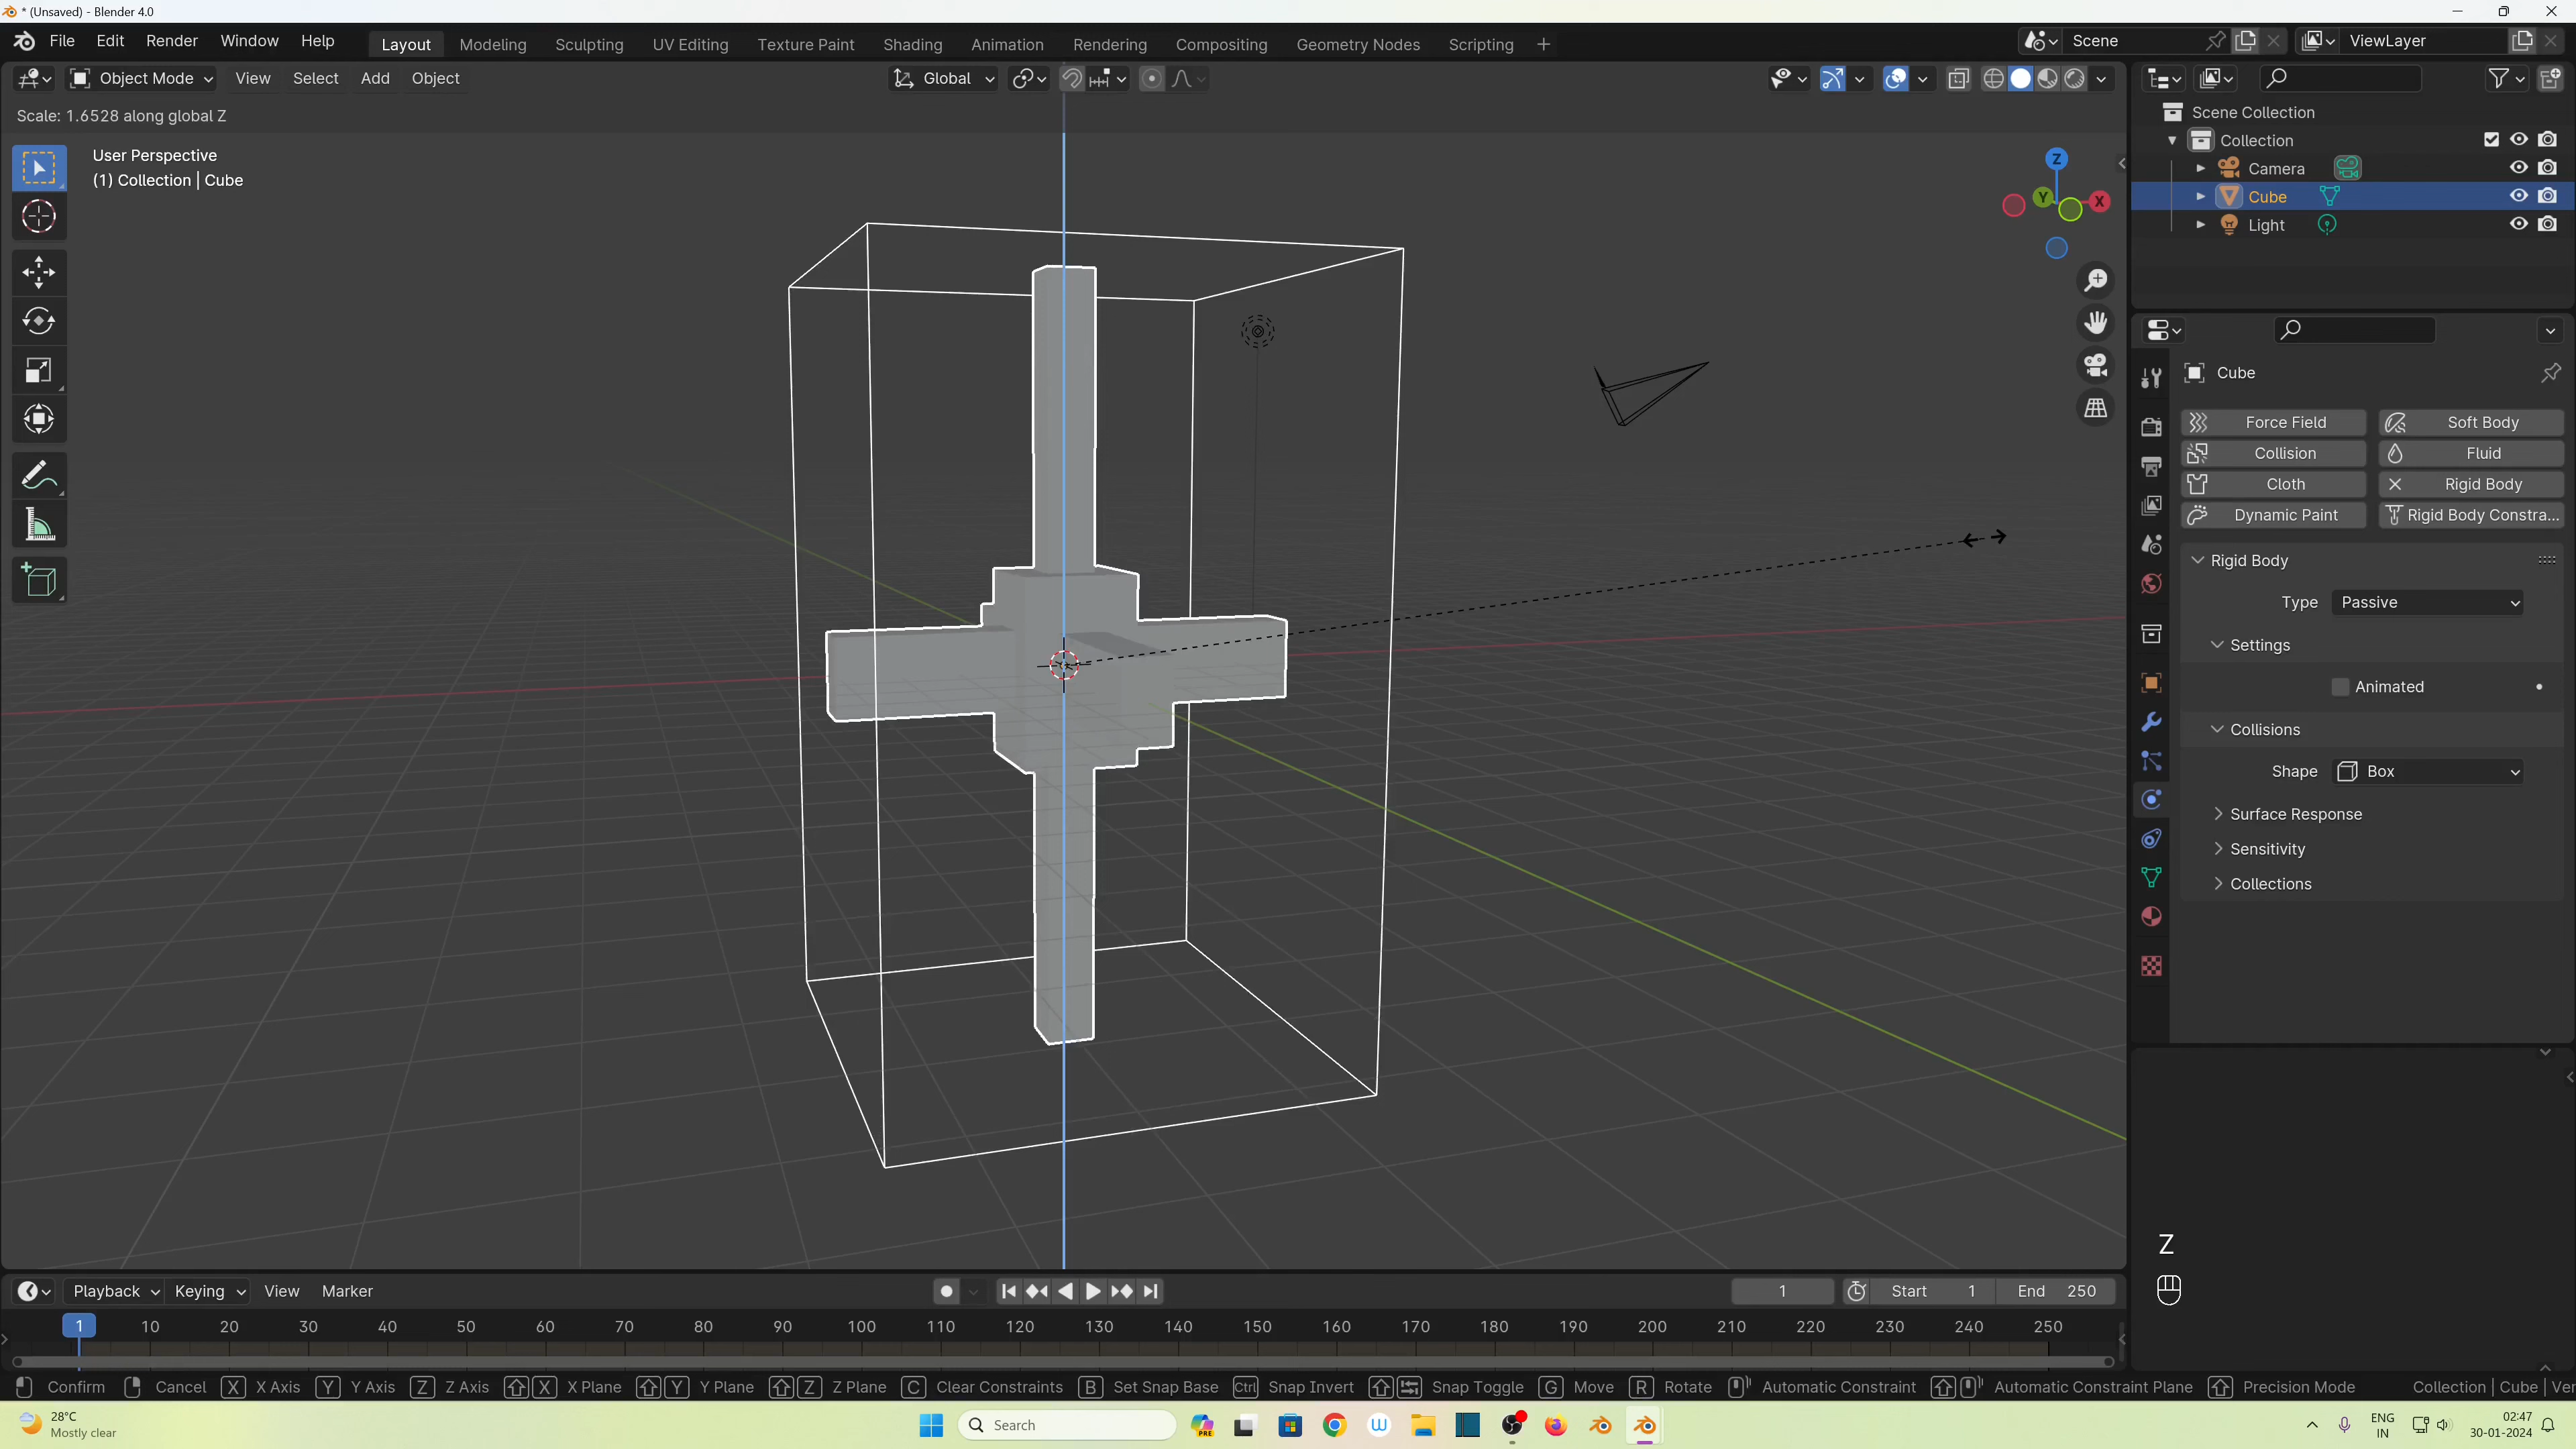 * (Unsaved) - Blender 4.0
File Edit Render Window Help Layout Modeling Sculpting UV Editing Texture Paint Shading Animation Rendering Compositing Geometry Nodes Scripting + Scene ViewLayer
Object Mode View Select Add Object Global
Scale: 1.6528 along global Z
User Perspective
(1) Collection | Cube
Z
Y
X
Scene Collection
Collection
Camera
Cube
Light
Cube
Force Field Soft Body
Collision Fluid
Cloth Rigid Body
Dynamic Paint Rigid Body Constra...
Rigid Body
Type Passive
Settings
Animated
Collisions
Shape Box
Surface Response
Sensitivity
Collections
Z
Playback Keying View Marker 1 Start 1 End 250
1 10 20 30 40 50 60 70 80 90 100 110 120 130 140 150 160 170 180 190 200 210 220 230 240 250
Confirm Cancel X X Axis Y Y Axis Z Z Axis X X Plane Y Y Plane Z Z Plane C Clear Constraints B Set Snap Base Ctrl Snap Invert Snap Toggle G Move R Rotate Automatic Constraint Automatic Constraint Plane Precision Mode Collection | Cube | Ver
28°C
Mostly clear
Search
PRE
W
ENG
IN
02:47
30-01-2024